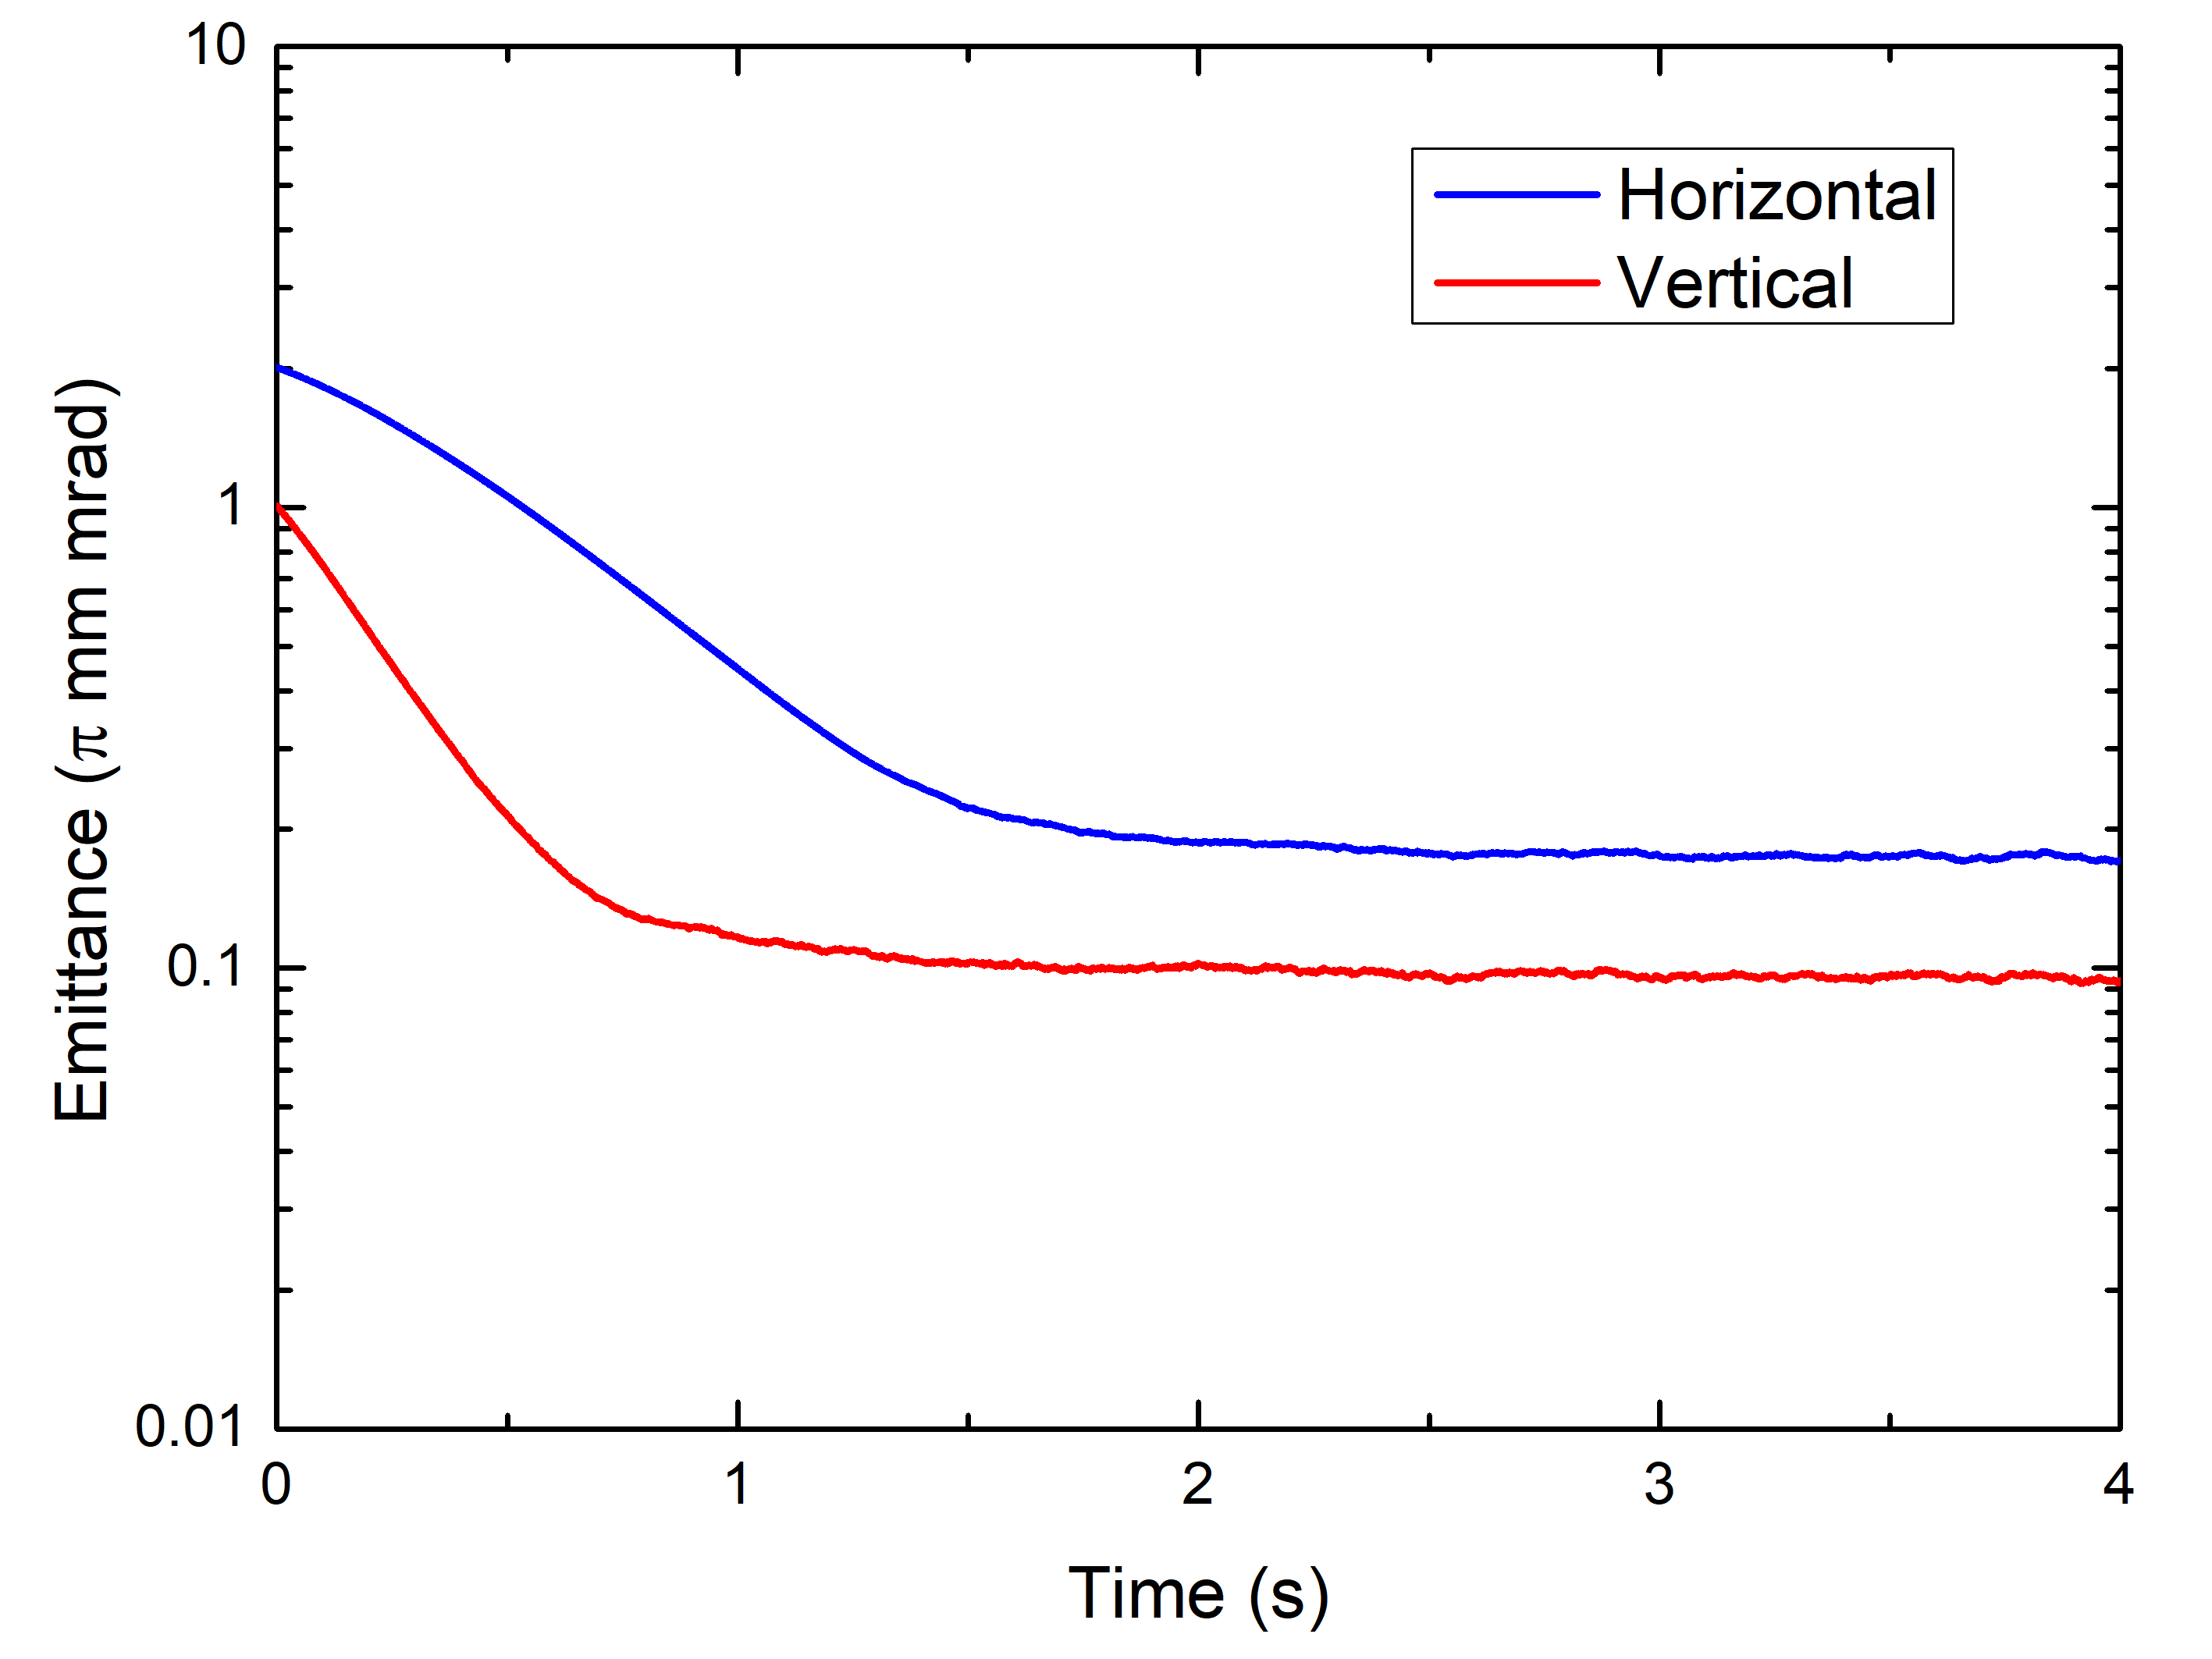 10
1
0.1
0.01
Emittance (π mm mrad)
Horizontal
Vertical
0 1 2 3 4
Time (s)